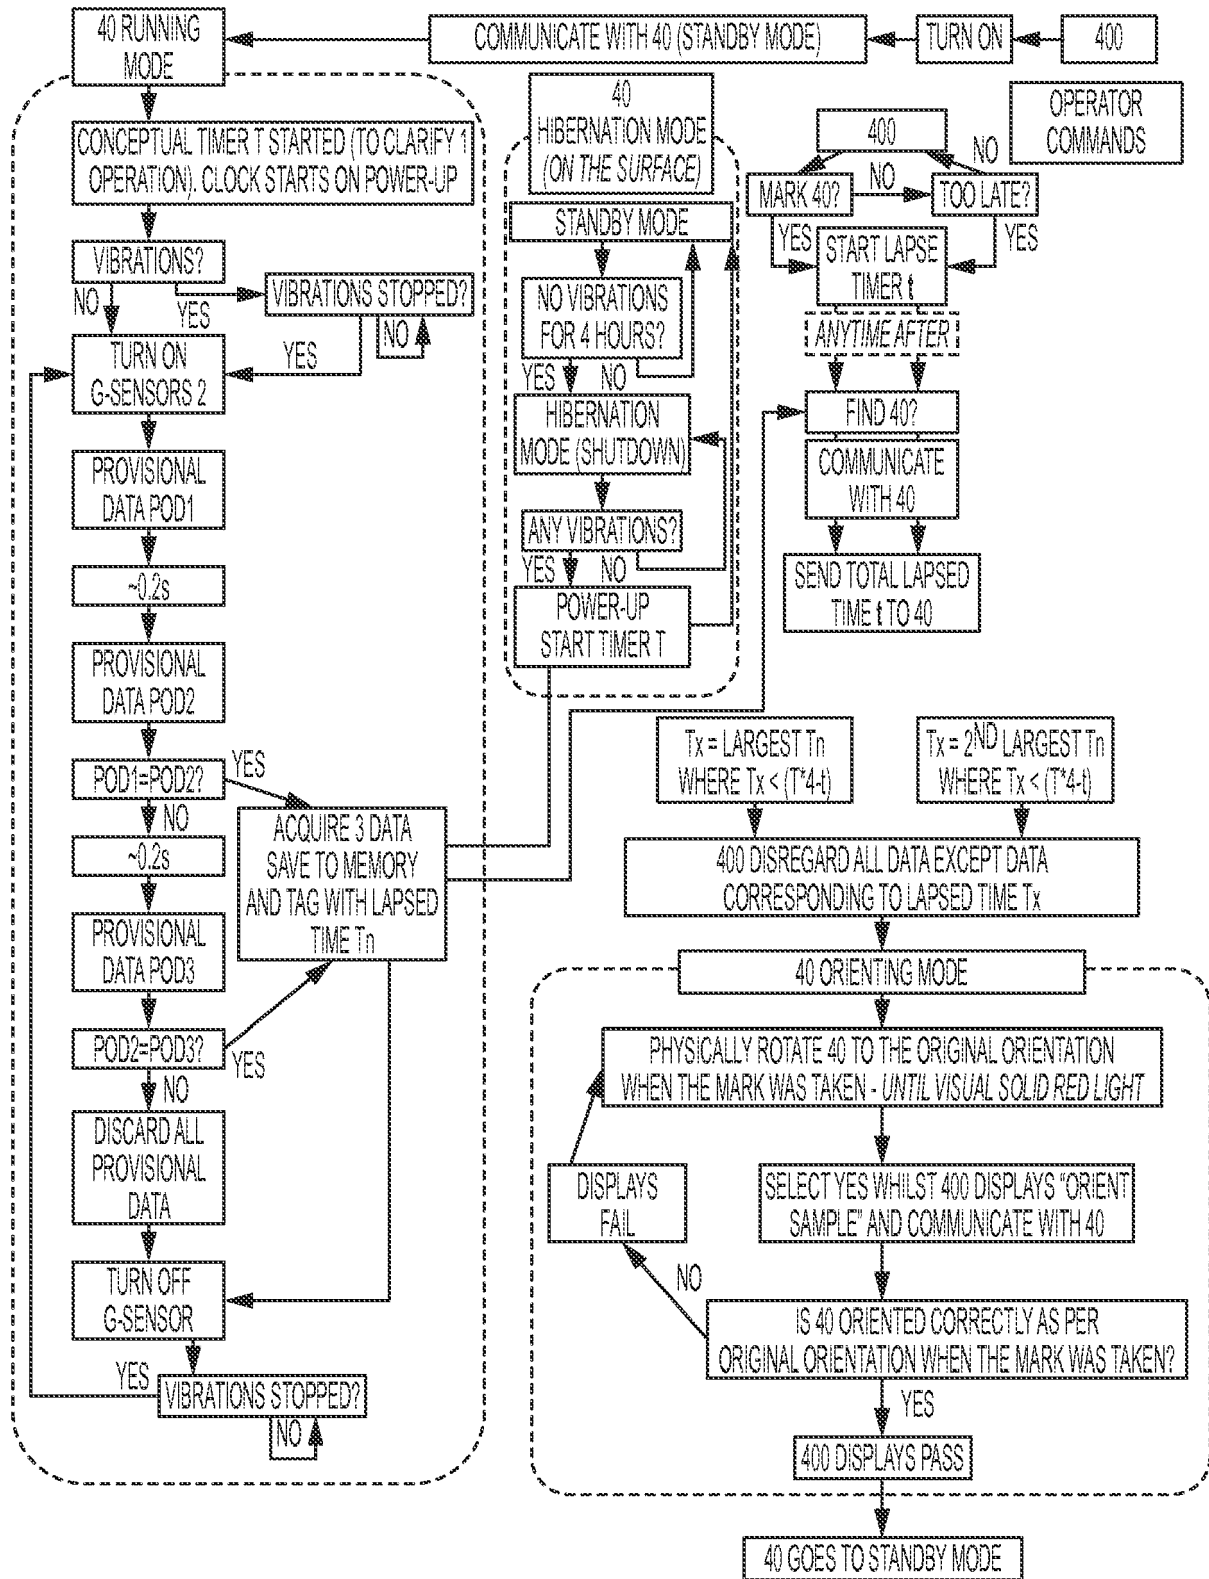 40 RUNNING
MODE
COMMUNICATE WITH 40 (STANDBY MODE)
TURN ON
400
CONCEPTUAL TIMER T STARTED (TO CLARIFY 1
OPERATION). CLOCK STARTS ON POWER-UP
VIBRATIONS?
NO
YES
VIBRATIONS STOPPED?
NO
YES
TURN ON
G-SENSORS 2
PROVISIONAL
DATA POD1
~0.2s
PROVISIONAL
DATA POD2
POD1=POD2?
YES
NO
~0.2s
PROVISIONAL
DATA POD3
POD2=POD3?
YES
NO
DISCARD ALL
PROVISIONAL
DATA
TURN OFF
G-SENSOR
YES
VIBRATIONS STOPPED?
NO
ACQUIRE 3 DATA
SAVE TO MEMORY
AND TAG WITH LAPSED
TIME Tn
40
HIBERNATION MODE
(ON THE SURFACE)
STANDBY MODE
NO VIBRATIONS
FOR 4 HOURS?
YES
NO
HIBERNATION
MODE (SHUTDOWN)
ANY VIBRATIONS?
YES
NO
POWER-UP
START TIMER T
OPERATOR
COMMANDS
400
NO
MARK 40?
NO
TOO LATE?
YES
YES
START LAPSE
TIMER t
ANYTIME AFTER
FIND 40?
COMMUNICATE
WITH 40
SEND TOTAL LAPSED
TIME t TO 40
Tx = LARGEST Tn
WHERE Tx < (T*4-t)
Tx = 2ND LARGEST Tn
WHERE Tx < (T*4-t)
400 DISREGARD ALL DATA EXCEPT DATA
CORRESPONDING TO LAPSED TIME Tx
40 ORIENTING MODE
PHYSICALLY ROTATE 40 TO THE ORIGINAL ORIENTATION
WHEN THE MARK WAS TAKEN - UNTIL VISUAL SOLID RED LIGHT
DISPLAYS
FAIL
SELECT YES WHILST 400 DISPLAYS "ORIENT
SAMPLE" AND COMMUNICATE WITH 40
NO
IS 40 ORIENTED CORRECTLY AS PER
ORIGINAL ORIENTATION WHEN THE MARK WAS TAKEN?
YES
400 DISPLAYS PASS
40 GOES TO STANDBY MODE